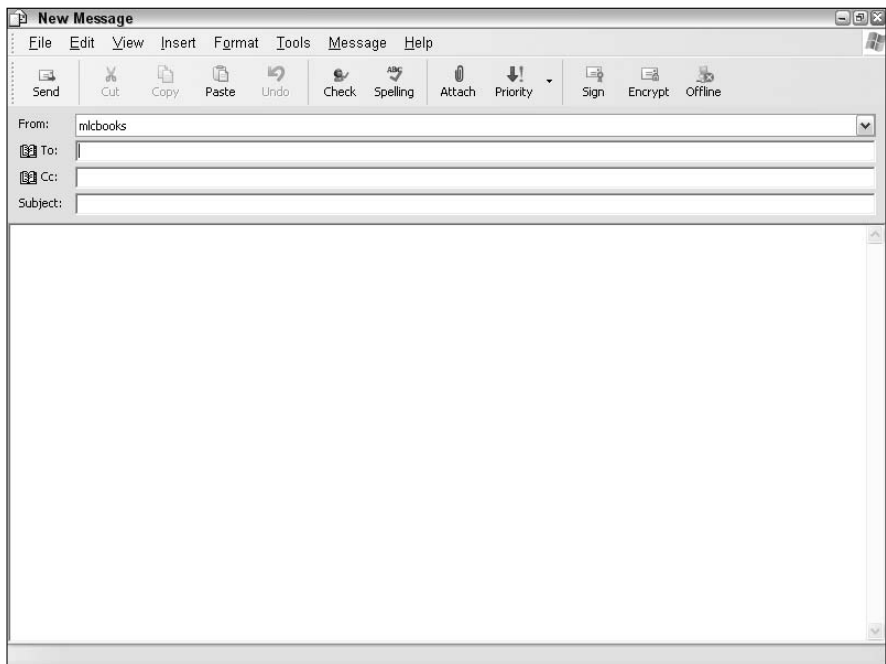 New Message
File Edit View Insert Format Tools Message Help
Send Cut Copy Paste Undo Check ABC Spelling Attach Priority Sign Encrypt Offline
From: mlcbooks
To:
Cc:
Subject: